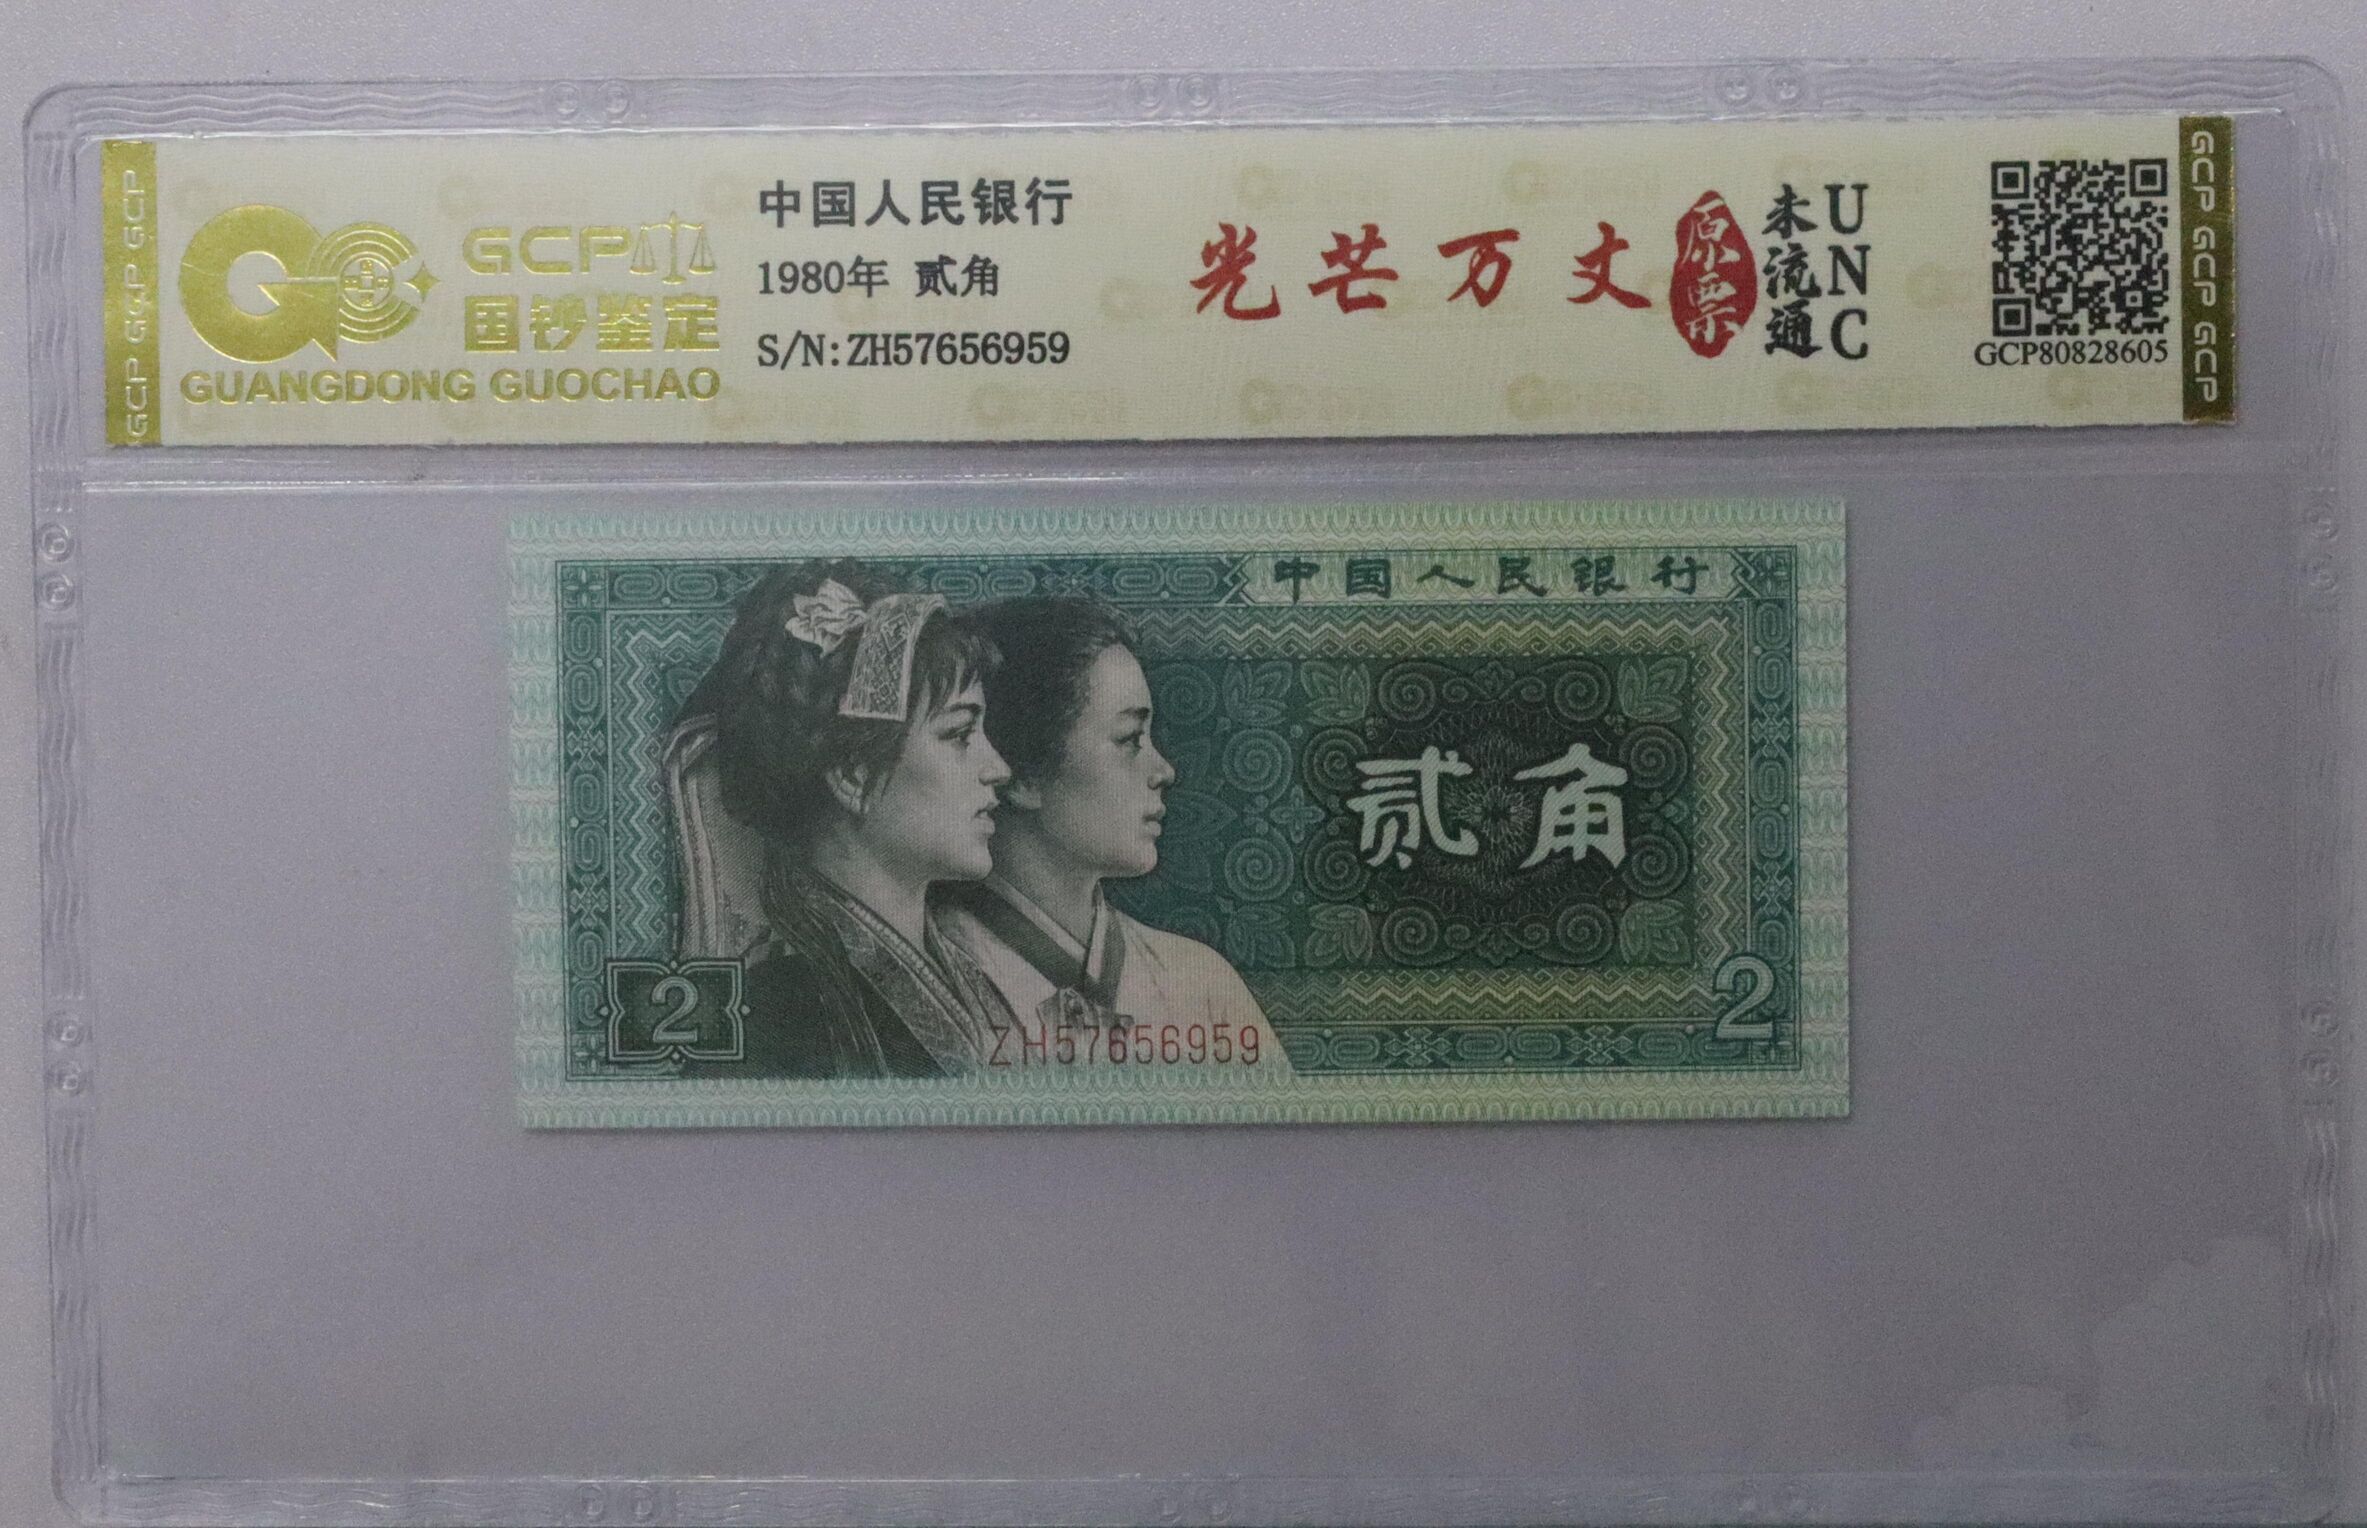 GCP GCP GCP
GCP
国钞鉴定
GUANGDONG GUOCHAO
中国人民银行
1980年 贰角
S/N:ZH57656959
光芒万丈
原票
未流通
UNC
GCP80828605
GCP GCP GCP
中国人民银行
贰角
2
2
ZH57656959